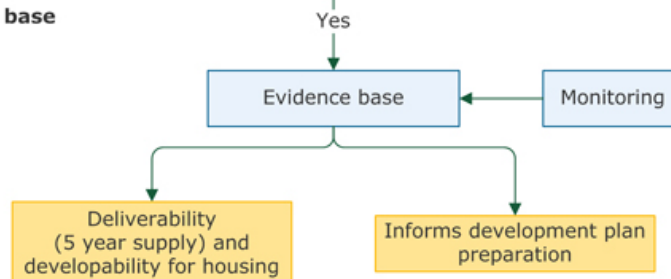 base
Yes
Evidence base
Monitoring
Deliverability
(5 year supply) and
developability for housing
Informs development plan
preparation